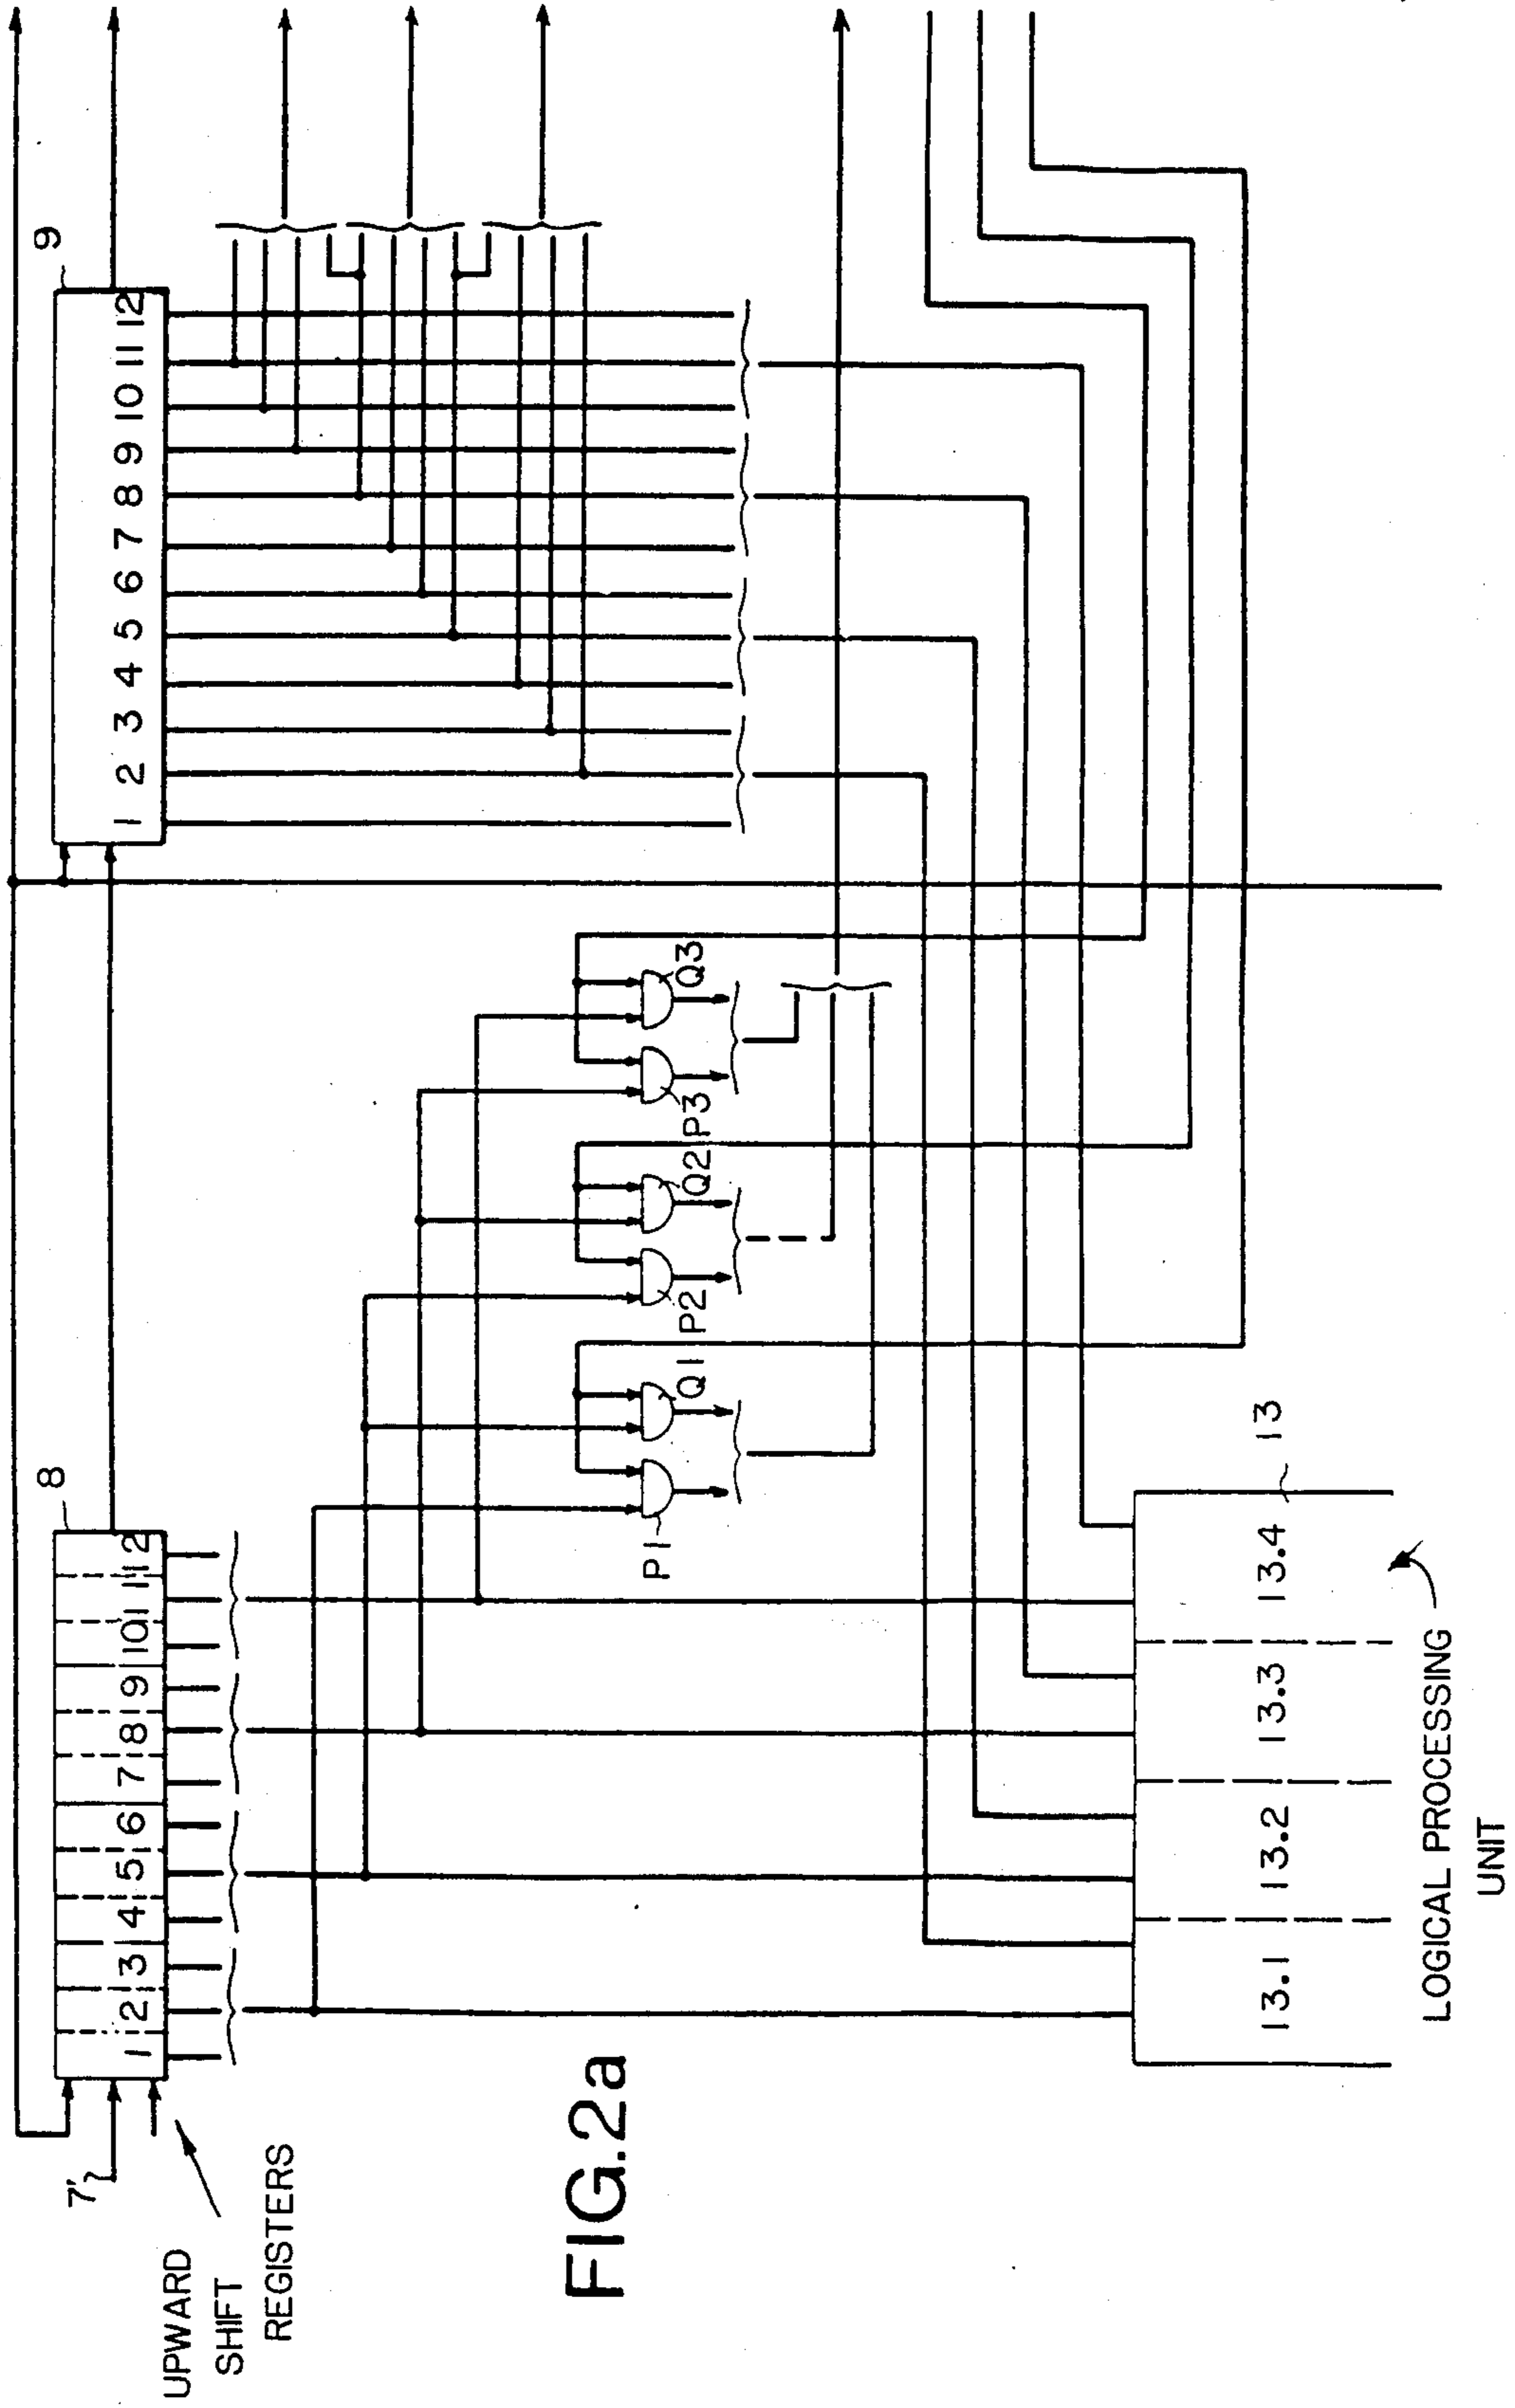 8
1 2 3 4 5 6 7 8 9 10 11 12
9
1 2 3 4 5 6 7 8 9 10 11 12
7'
UPWARD
SHIFT
REGISTERS
P1
Q1
P2
Q2
P3
Q3
FIG.2a
13.1
13.2
13.3
13.4
13
LOGICAL PROCESSING
UNIT